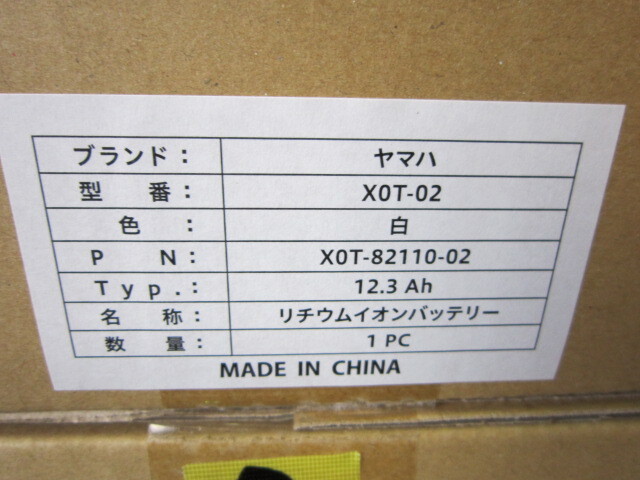 ブランド： ヤマハ
型 番： X0T-02
色 ： 白
P N： X0T-82110-02
Typ.： 12.3 Ah
名 称： リチウムイオンバッテリー
数 量： 1 PC
MADE IN CHINA